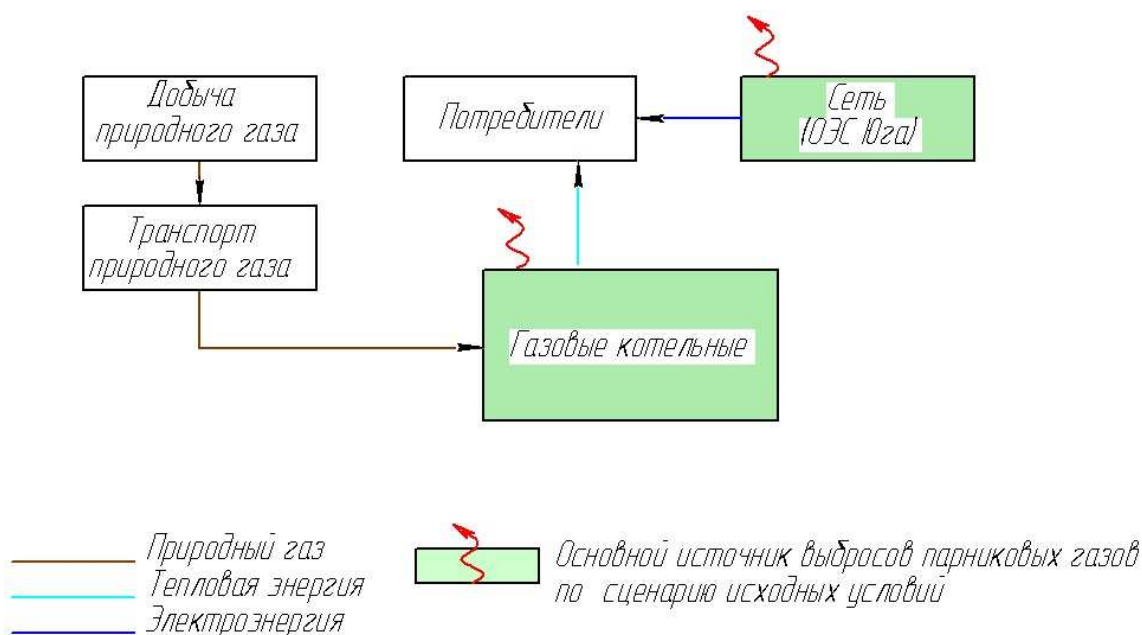 Добыча
природного газа
Потребители
Сеть
(ОЭС Юга)
Транспорт
природного газа
Газовые котельные
Природный газ
Тепловая энергия
Электроэнергия
Основной источник выбросов парниковых газов
по сценарию исходных условий